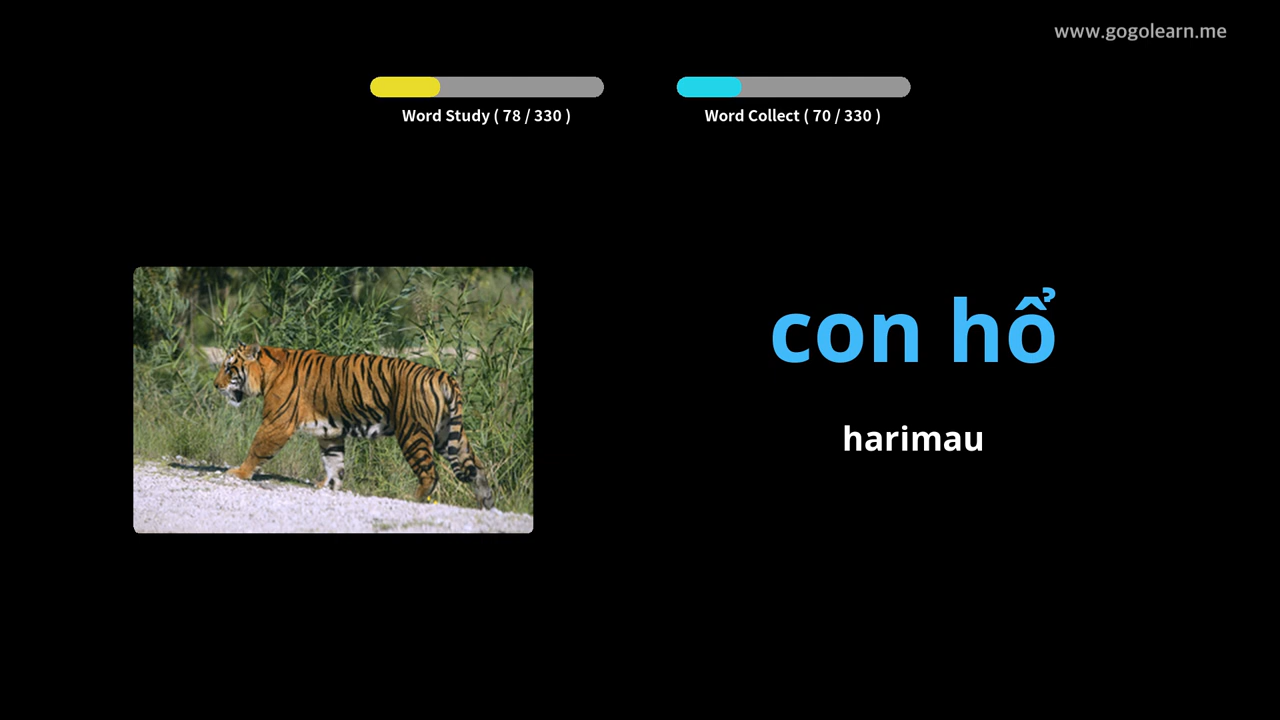 www.gogolearn.me
Word Study ( 78 / 330 )
Word Collect ( 70 / 330 )
con hổ
harimau